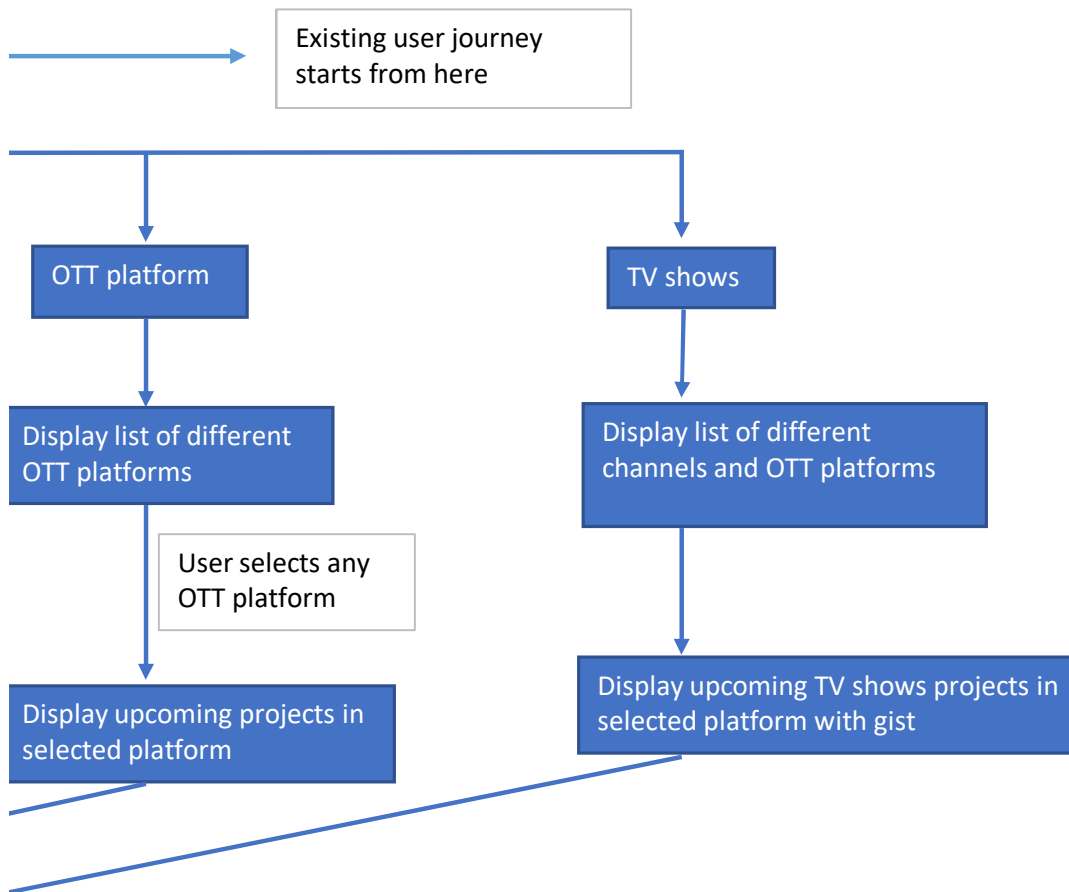 Existing user journey
starts from here
OTT platform
TV shows
Display list of different
OTT platforms
Display list of different
channels and OTT platforms
User selects any
OTT platform
Display upcoming projects in
selected platform
Display upcoming TV shows projects in
selected platform with gist